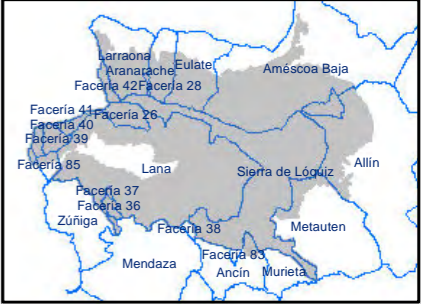 Larraona
Aranarache
Eulate
Améscoa Baja
Facería 42
Facería 28
Facería 41
Facería 26
Facería 40
Facería 39
Facería 85
Lana
Sierra de Lóquiz
Allín
Facería 37
Facería 36
Zúñiga
Facería 38
Metauten
Mendaza
Facería 83
Ancín
Murieta